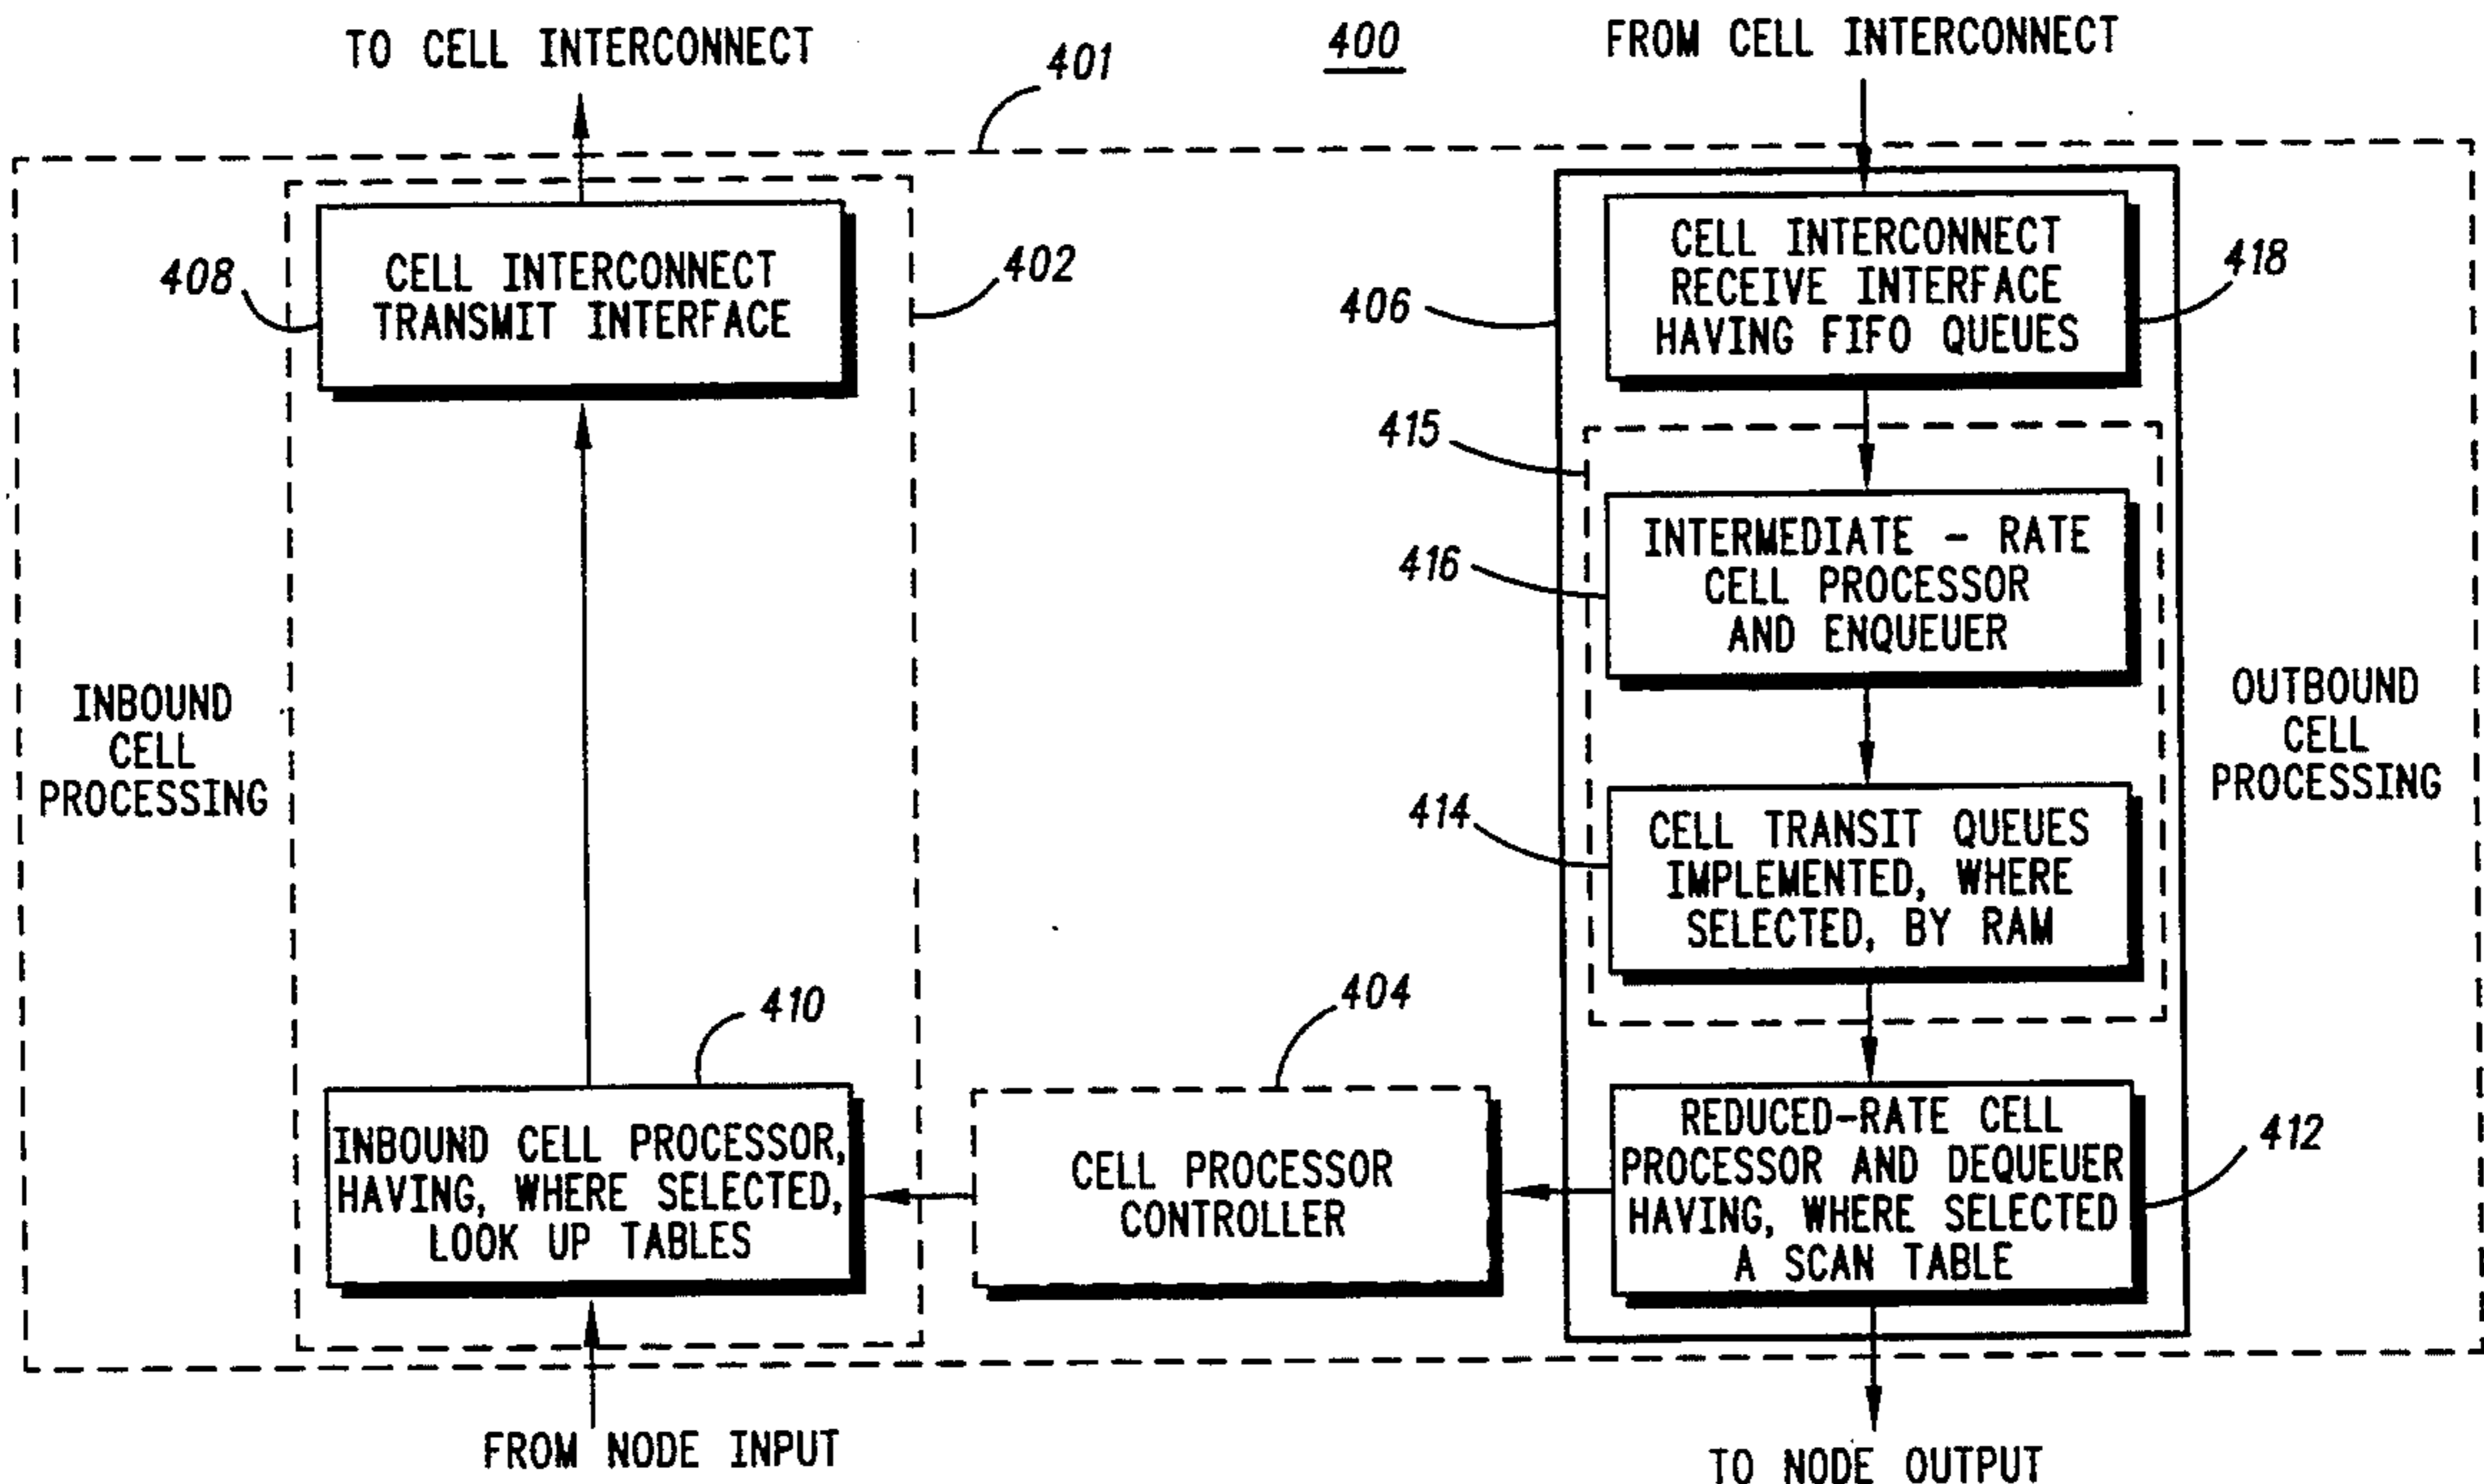 TO CELL INTERCONNECT
400
FROM CELL INTERCONNECT
401
408
CELL INTERCONNECT
TRANSMIT INTERFACE
402
406
CELL INTERCONNECT
RECEIVE INTERFACE
HAVING FIFO QUEUES
418
415
416
INTERMEDIATE - RATE
CELL PROCESSOR
AND ENQUEUER
INBOUND
CELL
PROCESSING
OUTBOUND
CELL
PROCESSING
414
CELL TRANSIT QUEUES
IMPLEMENTED, WHERE
SELECTED, BY RAM
410
404
INBOUND CELL PROCESSOR,
HAVING, WHERE SELECTED,
LOOK UP TABLES
CELL PROCESSOR
CONTROLLER
REDUCED-RATE CELL
PROCESSOR AND DEQUEUER
HAVING, WHERE SELECTED
A SCAN TABLE
412
FROM NODE INPUT
TO NODE OUTPUT